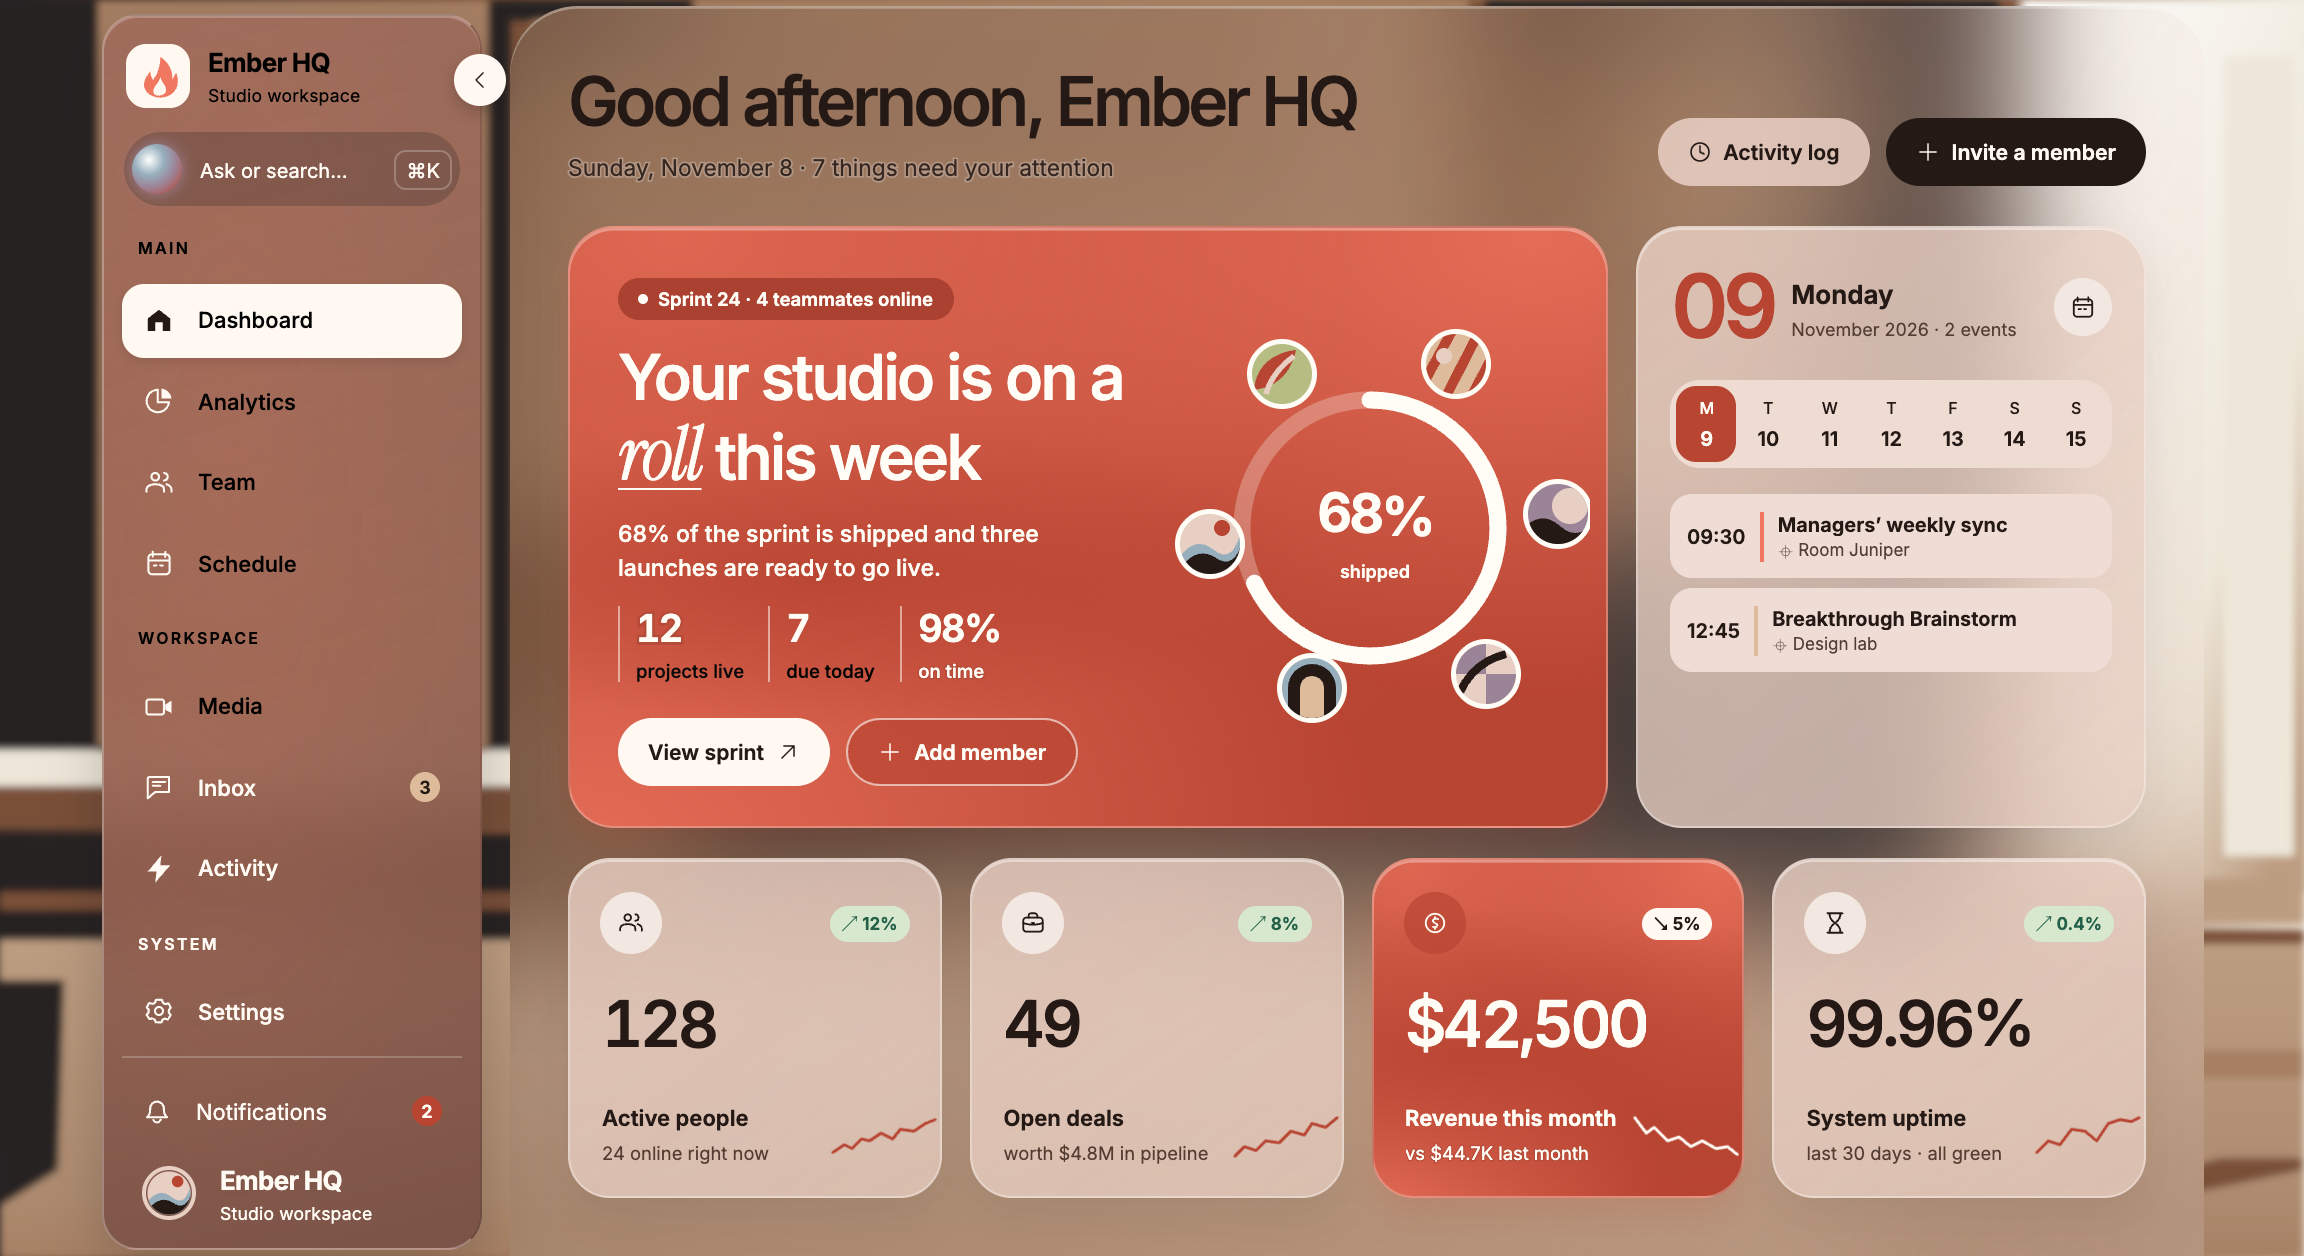 Ember HQ
Studio workspace
Ask or search...
⌘K
MAIN
Dashboard
Analytics
Team
Schedule
WORKSPACE
Media
Inbox
3
Activity
SYSTEM
Settings
Notifications
2
Ember HQ
Studio workspace
Good afternoon, Ember HQ
Sunday, November 8 · 7 things need your attention
Activity log
Invite a member
Sprint 24 · 4 teammates online
Your studio is on a
roll this week
68% of the sprint is shipped and three
launches are ready to go live.
12
projects live
7
due today
98%
on time
View sprint
Add member
68%
shipped
09
Monday
November 2026 · 2 events
M T W T F S S
9 10 11 12 13 14 15
09:30
Managers’ weekly sync
Room Juniper
12:45
Breakthrough Brainstorm
Design lab
12%
128
Active people
24 online right now
8%
49
Open deals
worth $4.8M in pipeline
5%
$42,500
Revenue this month
vs $44.7K last month
0.4%
99.96%
System uptime
last 30 days · all green